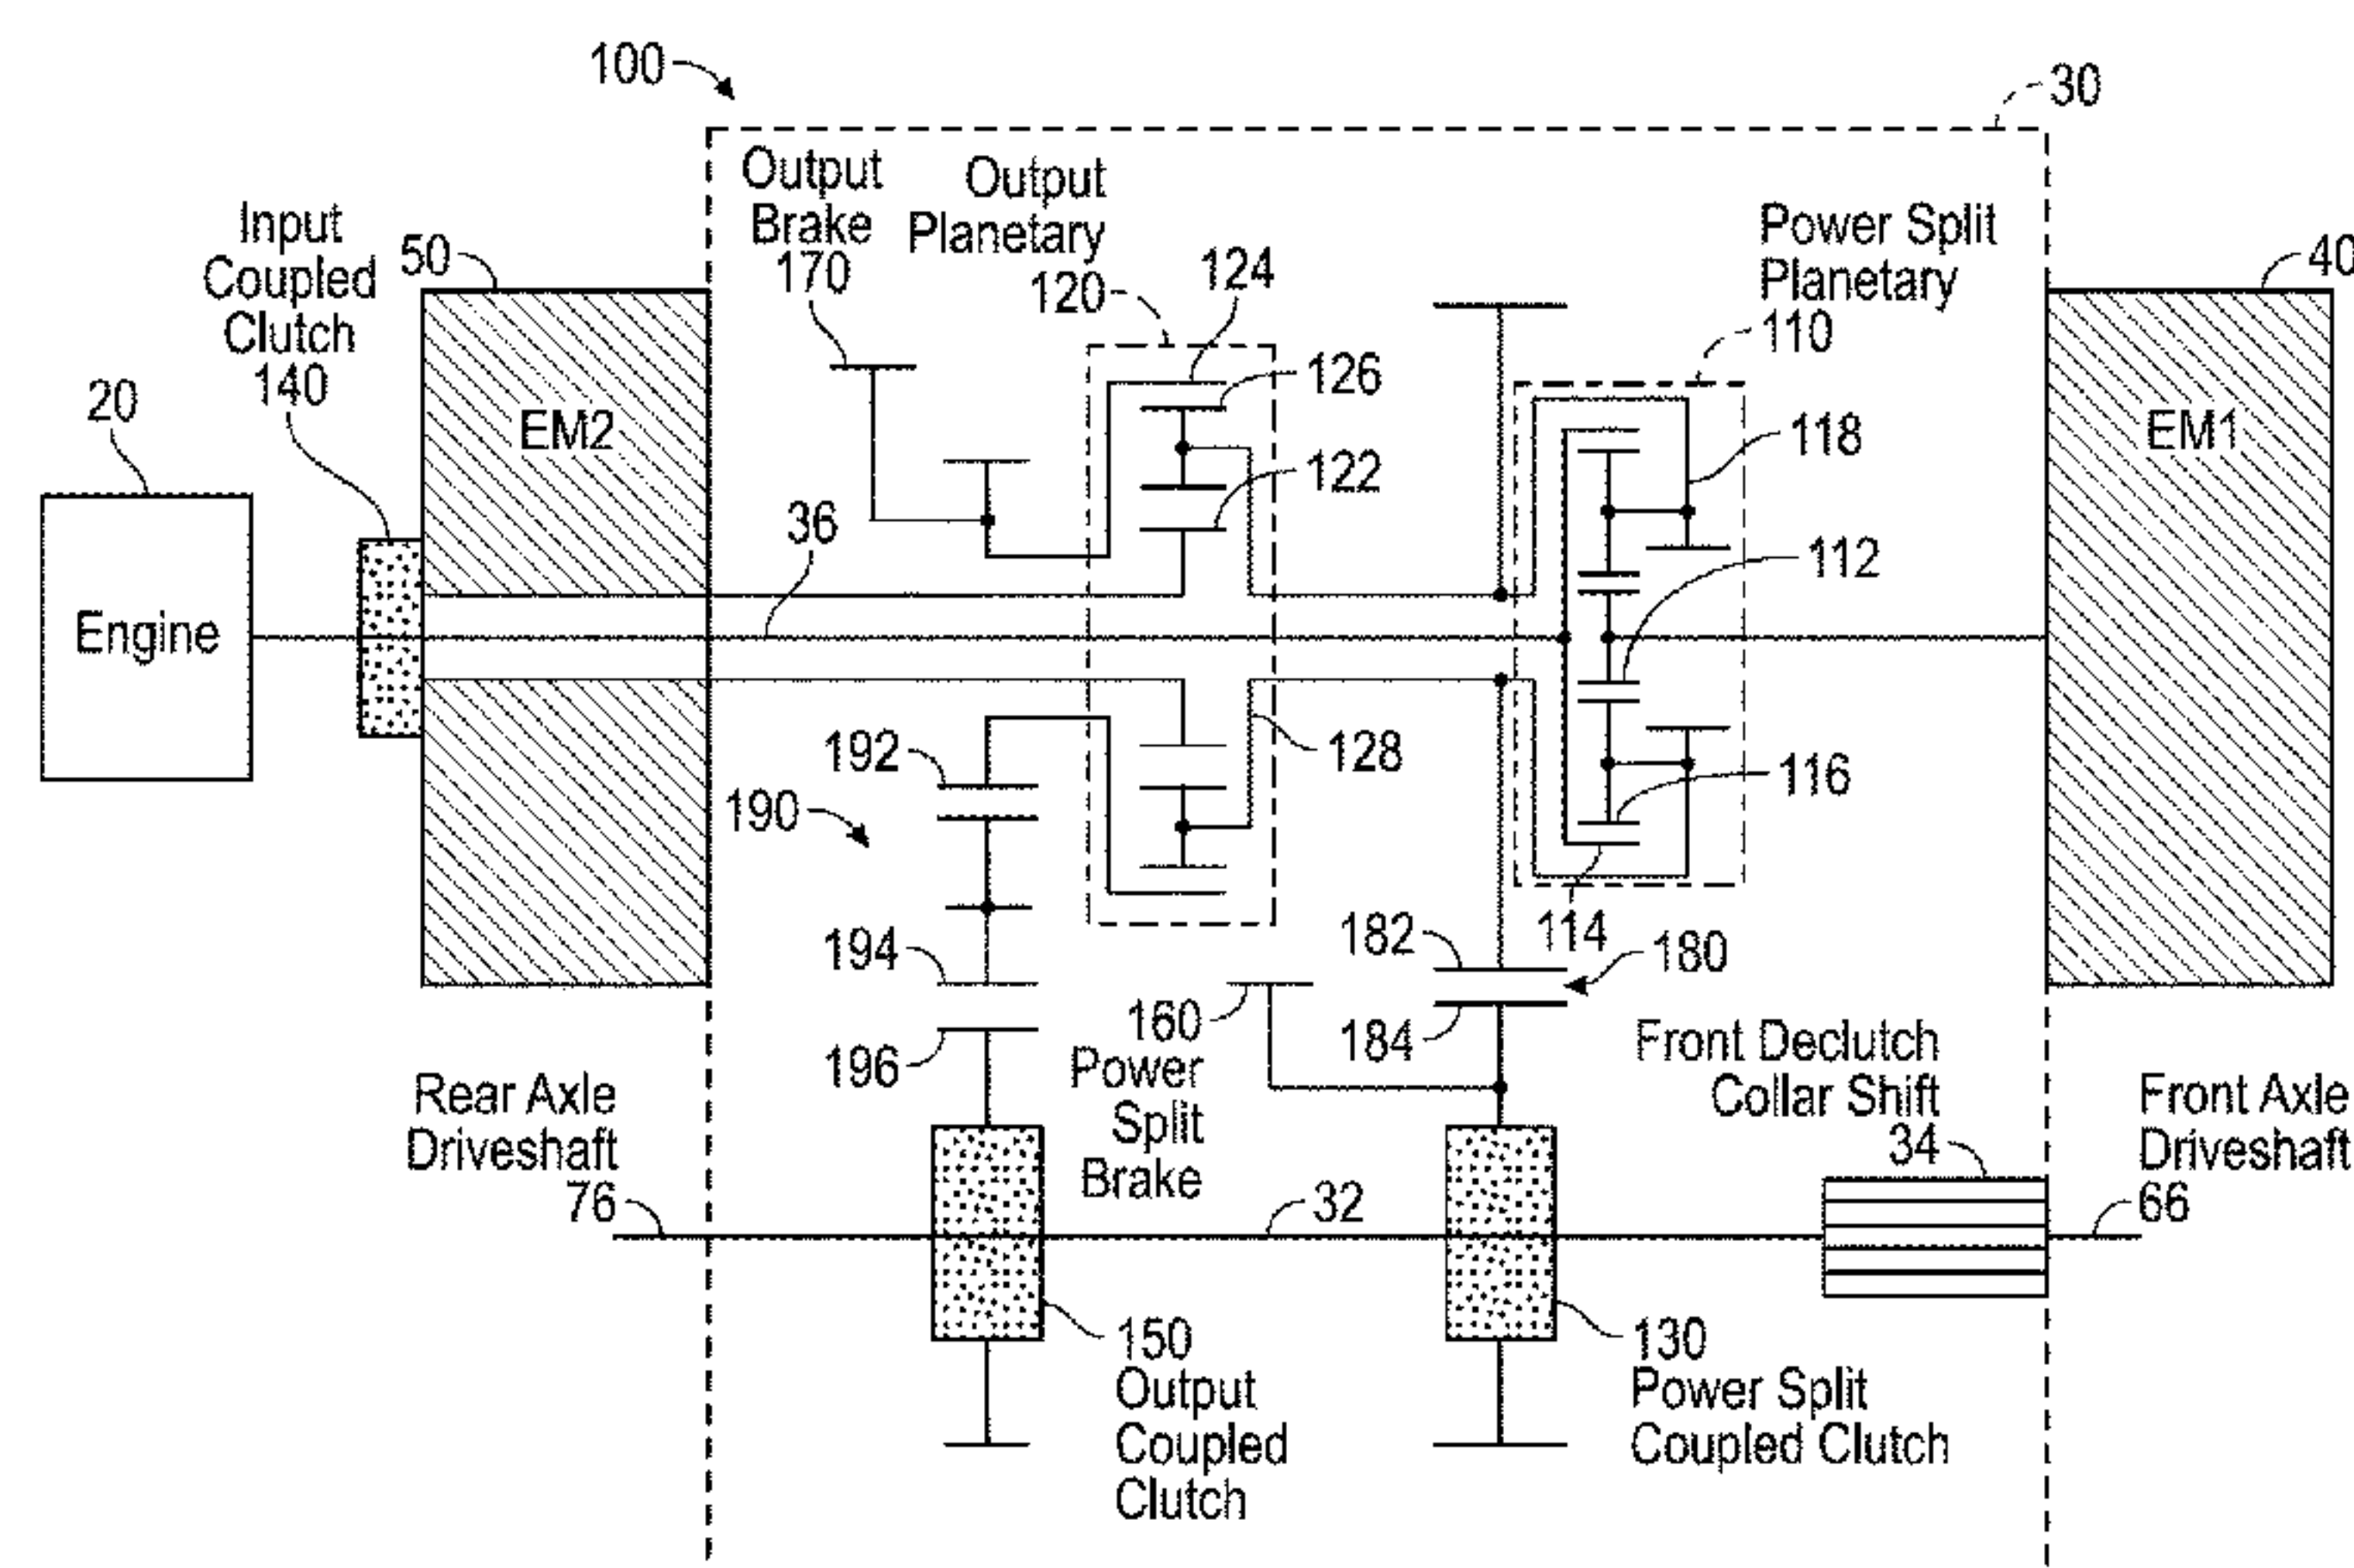 100
30
Output
Brake
170
Output
Planetary
120
124
Power Split
Planetary
110
Input
Coupled
Clutch
140
50
40
20
EM2
126
118
EM1
122
36
112
Engine
192
128
116
190
114
194
182
180
160
184
196
Power
Split
Brake
Front Declutch
Collar Shift
34
Rear Axle
Driveshaft
76
32
Front Axle
Driveshaft
66
150
Output
Coupled
Clutch
130
Power Split
Coupled Clutch